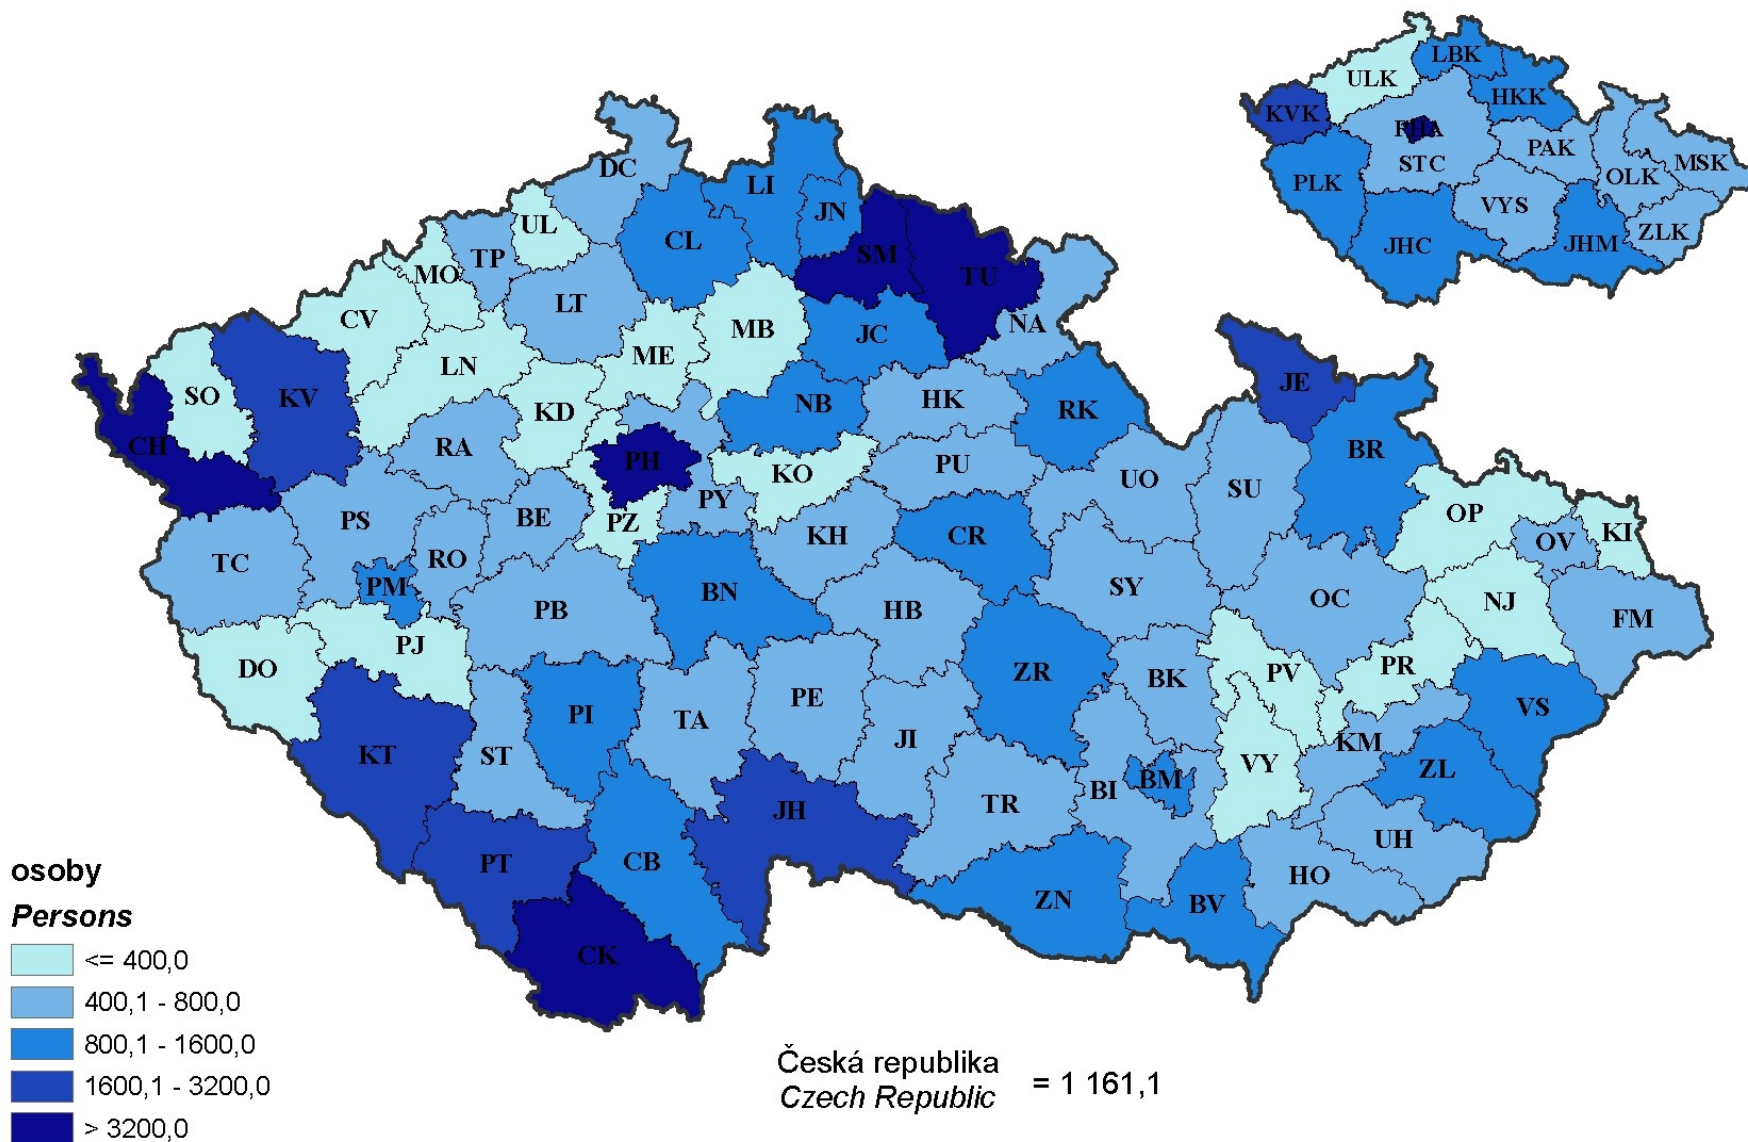 LBK
ULK
HKK
KVK
PHA
PAK
MSK
STC
OLK
PLK
VYS
ZLK
JHC
JHM
DC
LI
JN
UL
CL
SM
TP
MO
TU
LT
CV
MB
NA
JC
ME
LN
SO
KV
JE
KD
NB
HK
RK
CH
RA
BR
PH
PU
KO
UO
SU
PY
PS
BE
PZ
OP
KI
OV
RO
KH
CR
TC
PM
BN
SY
PB
HB
OC
NJ
FM
PJ
DO
PR
PV
BK
ZR
PE
PI
TA
VS
JI
KM
ST
KT
VY
ZL
BM
BI
JH
TR
UH
PT
CB
HO
ZN
BV
CK
osoby
Persons
<= 400,0
400,1 - 800,0
800,1 - 1600,0
1600,1 - 3200,0
> 3200,0
Česká republika
Czech Republic
= 1 161,1